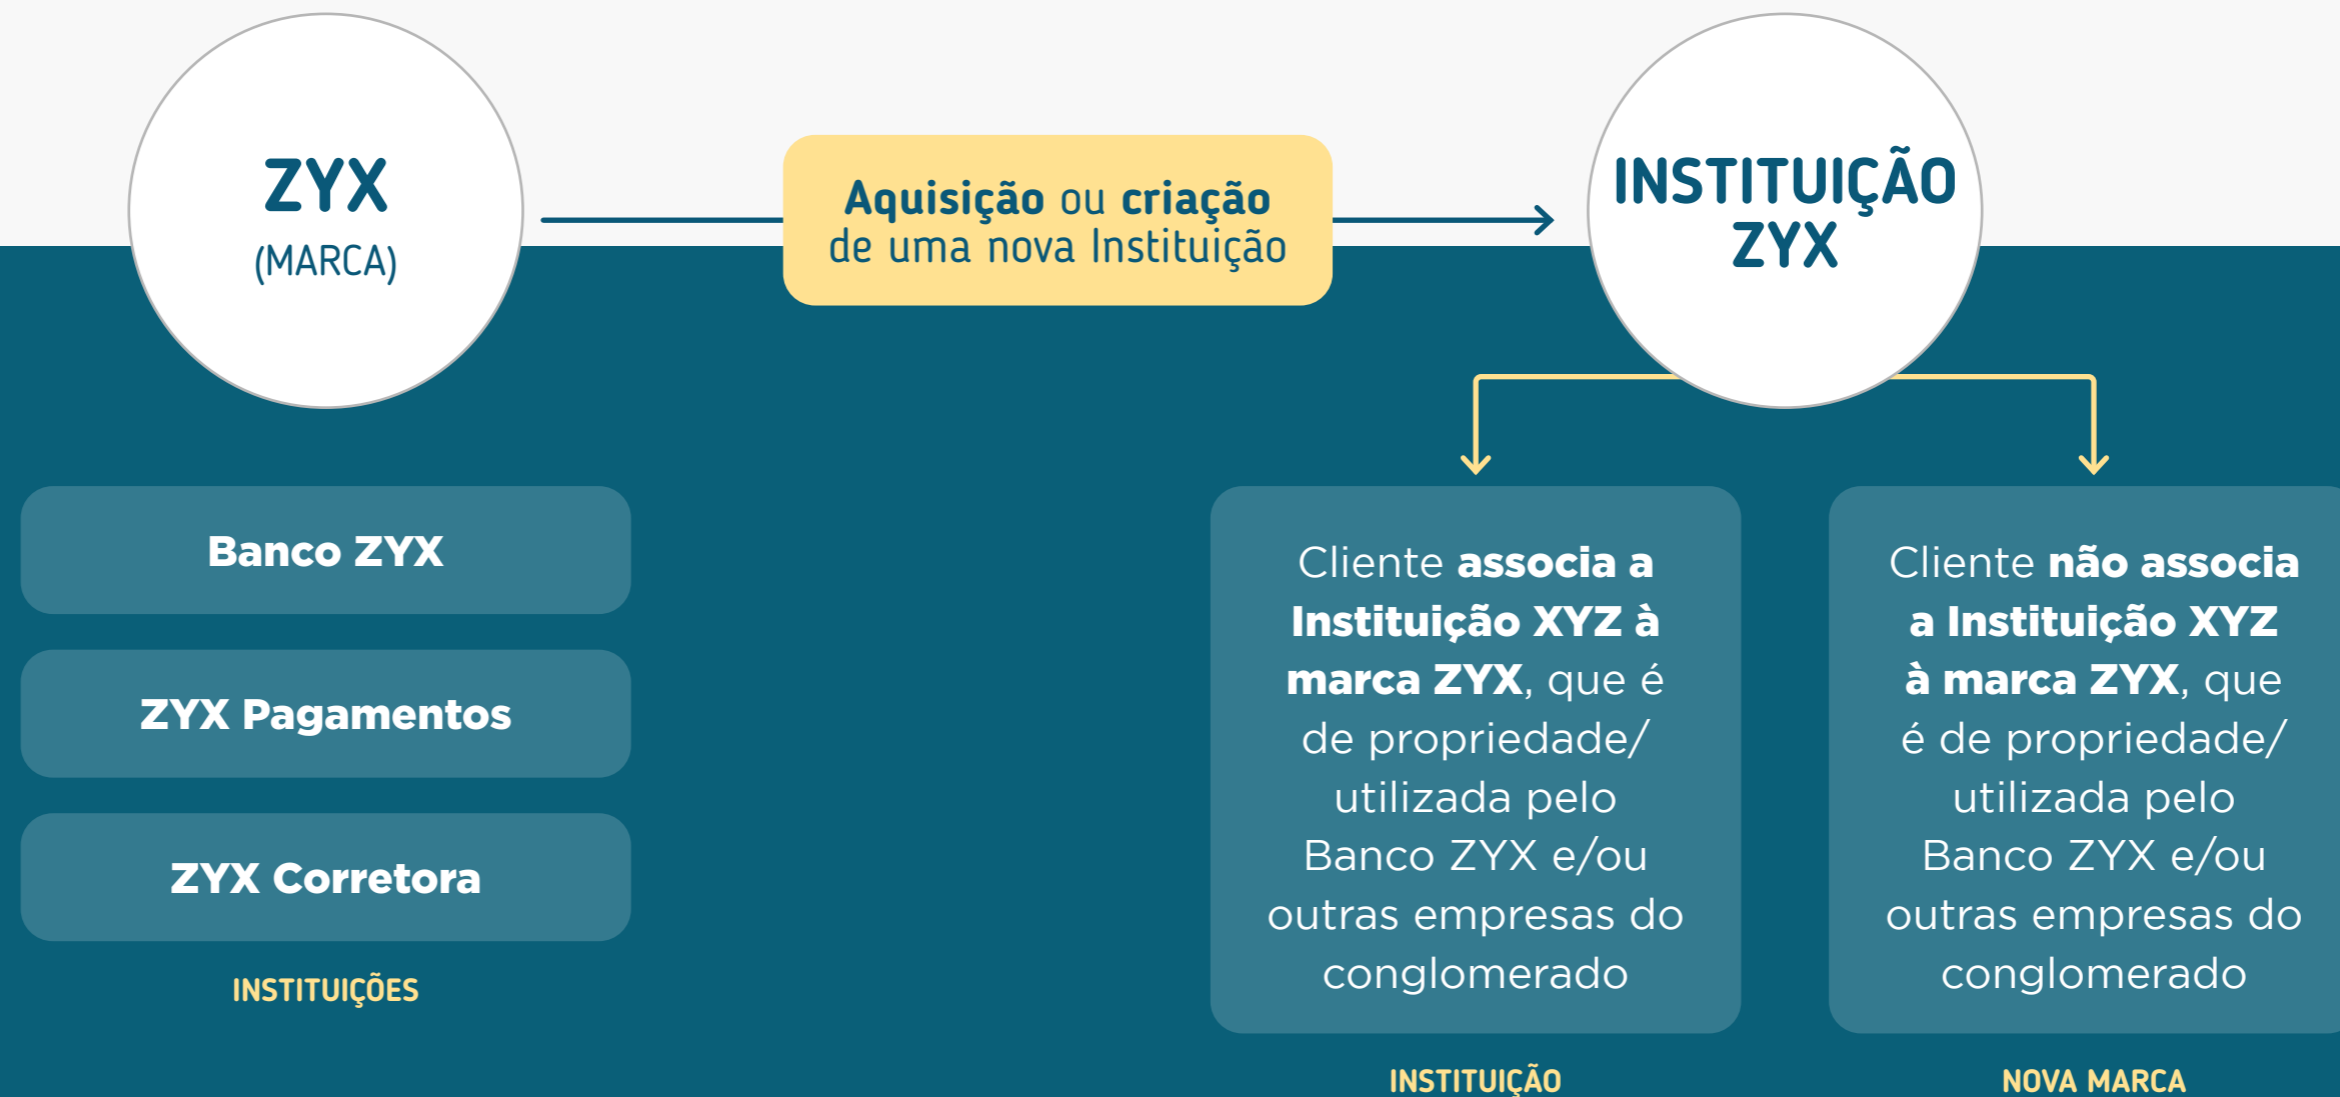 ZYX
(MARCA)
Aquisição ou criação
de uma nova Instituição
INSTITUIÇÃO
ZYX
Banco ZYX
ZYX Pagamentos
ZYX Corretora
INSTITUIÇÕES
Cliente associa a
Instituição XYZ à
marca ZYX, que é
de propriedade/
utilizada pelo
Banco ZYX e/ou
outras empresas do
conglomerado
INSTITUIÇÃO
Cliente não associa
a Instituição XYZ
à marca ZYX, que
é de propriedade/
utilizada pelo
Banco ZYX e/ou
outras empresas do
conglomerado
NOVA MARCA